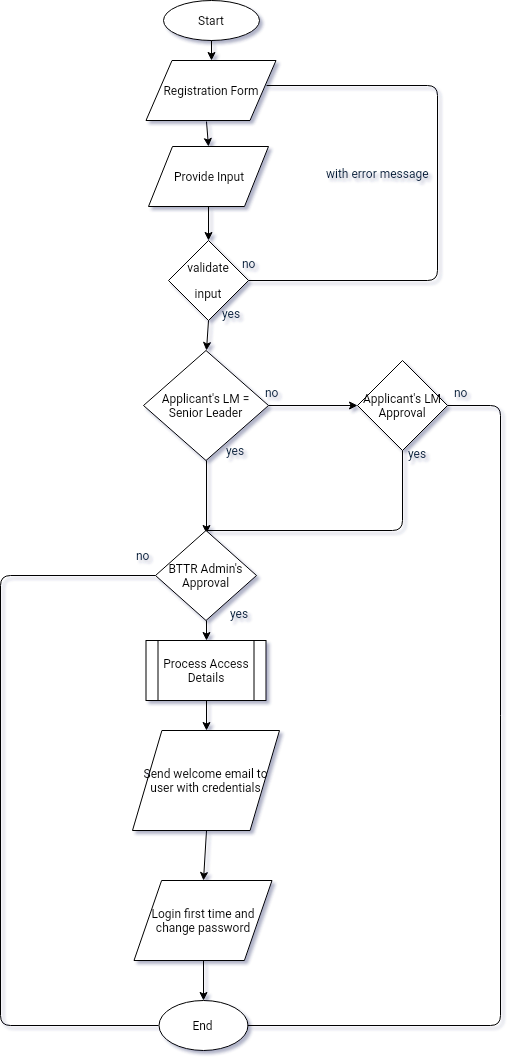 Start
Registration Form
with error message
Provide Input
validate
input
no
yes
Applicant's LM =
Senior Leader
no
yes
Applicant's LM
Approval
no
yes
BTTR Admin's
Approval
no
yes
Process Access
Details
Send welcome email to
user with credentials
Login first time and
change password
End